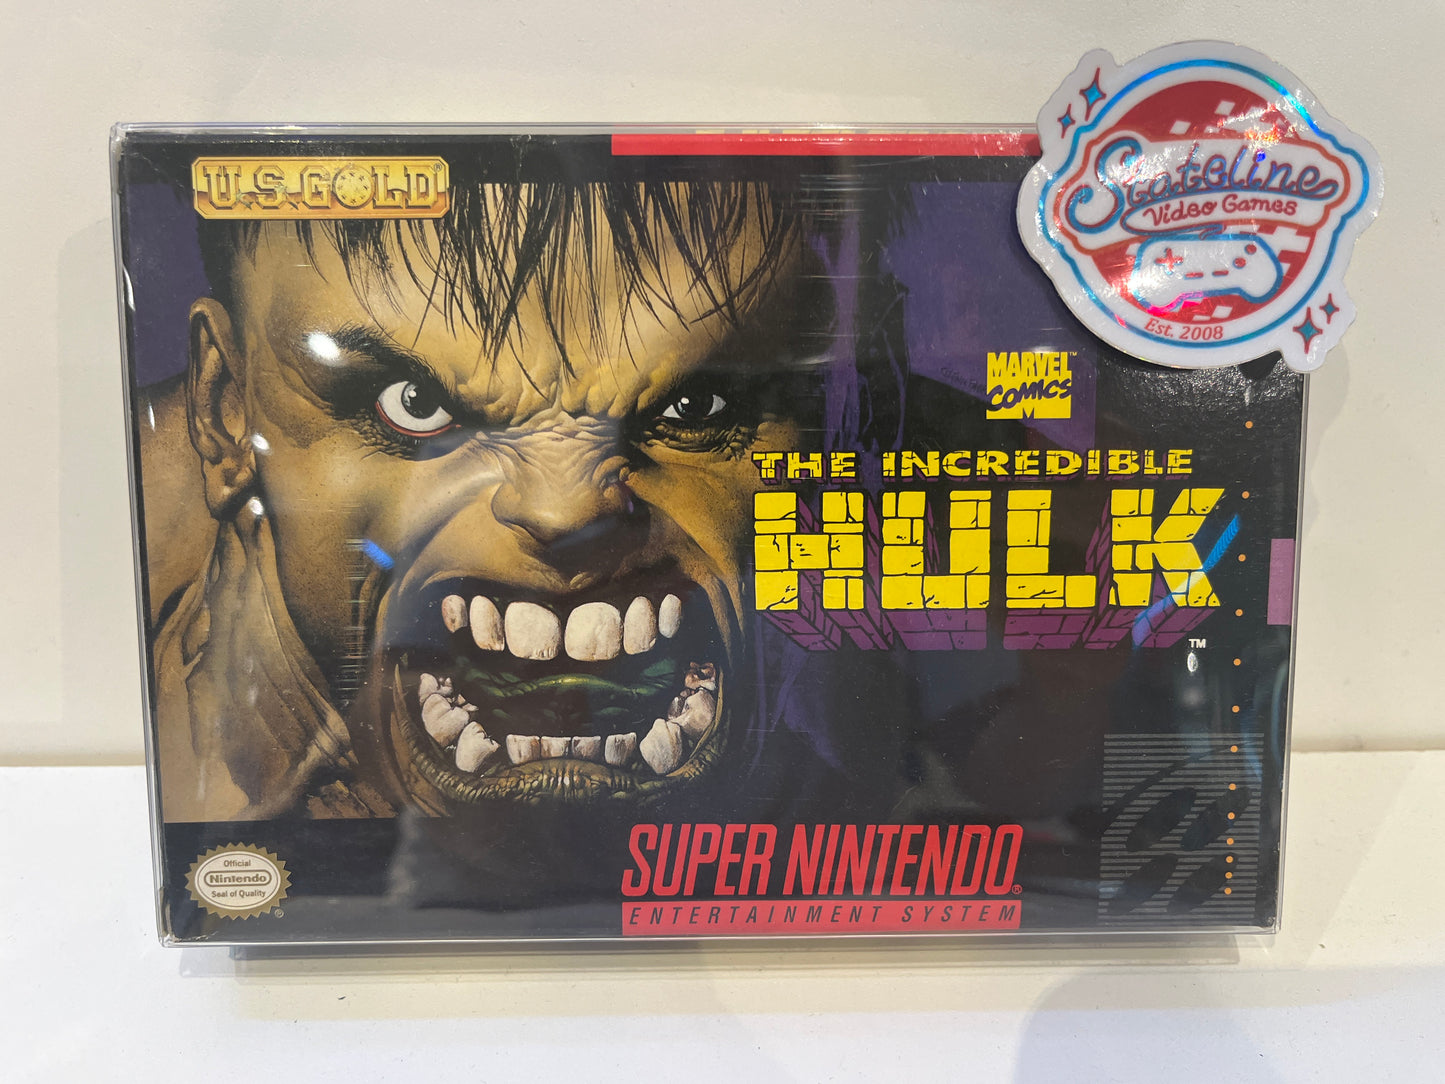 U.S. GOLD®
Stateline
Video Games
Est. 2008
MARVEL™
COMICS
M
THE INCREDIBLE
HULK
™
SUPER NINTENDO®
ENTERTAINMENT SYSTEM
Official
Nintendo
Seal of Quality
®